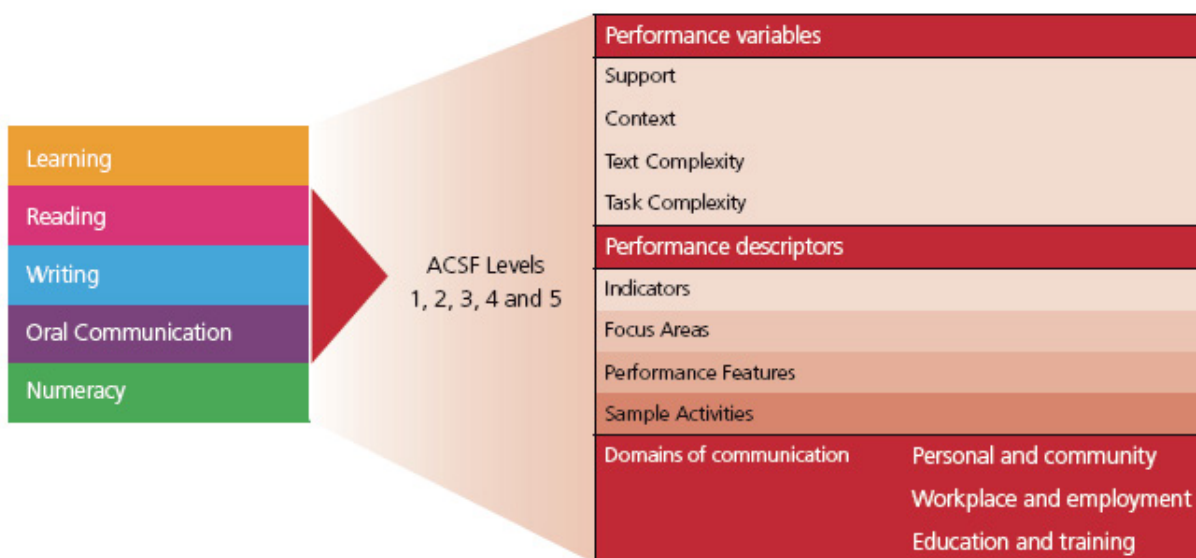 Learning
Reading
Writing
Oral Communication
Numeracy
ACSF Levels
1, 2, 3, 4 and 5
Performance variables
Support
Context
Text Complexity
Task Complexity
Performance descriptors
Indicators
Focus Areas
Performance Features
Sample Activities
Domains of communication Personal and community
Workplace and employment
Education and training